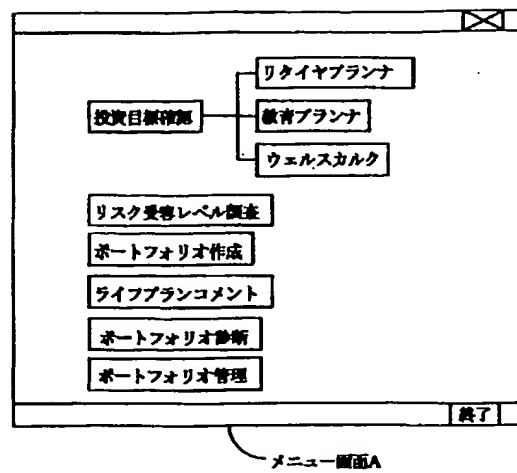 リタイヤプランナ
投資目標確認
教育プランナ
ウェルスカルク
リスク受容レベル調査
ポートフォリオ作成
ライフプランコメント
ポートフォリオ診断
ポートフォリオ管理
終了
メニュー画面A